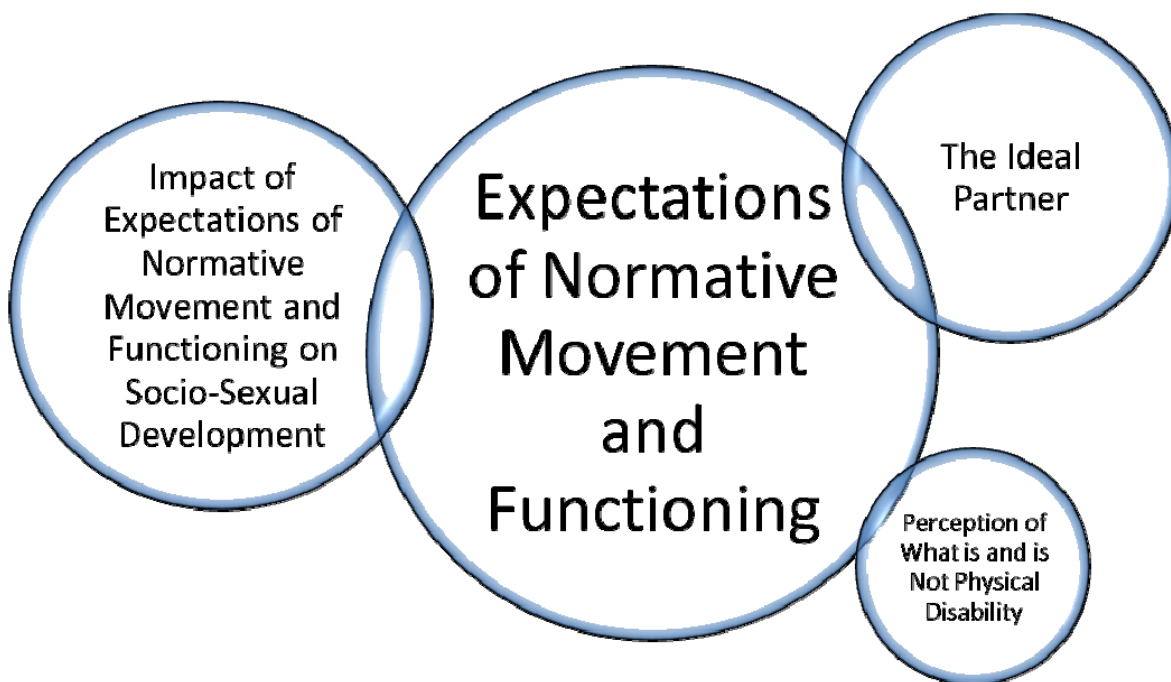 Impact of
Expectations of
Normative
Movement and
Functioning on
Socio-Sexual
Development
Expectations
of Normative
Movement
and
Functioning
The Ideal
Partner
Perception of
What is and is
Not Physical
Disability